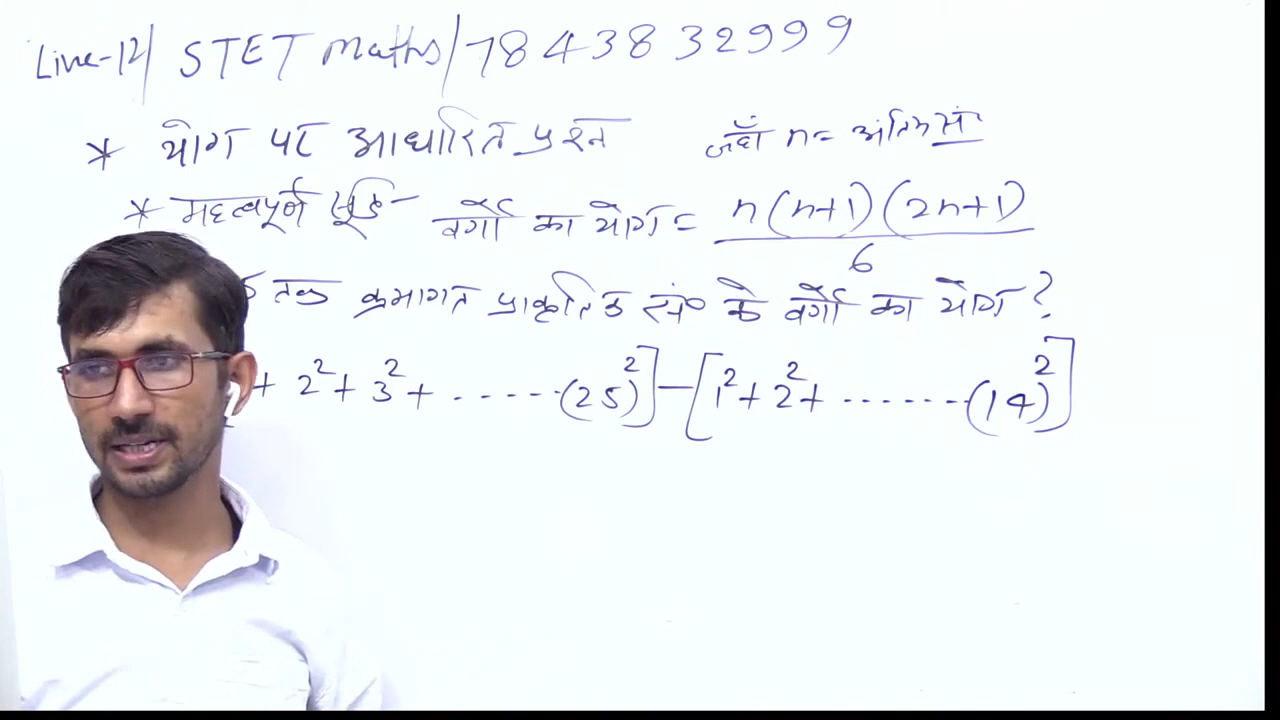 Live-12/ STET Maths/ 7843832999
* योग पर आधारित प्रश्न जहाँ n = अंतिम सं.
* महत्वपूर्ण सूत्र - वर्गों का योग = n(n+1)(2n+1)/6
तक क्रमागत प्राकृतिक सं० के वर्गों का योग?
+ 2² + 3² + ------(25)²] - [1² + 2² + -------(14)²]